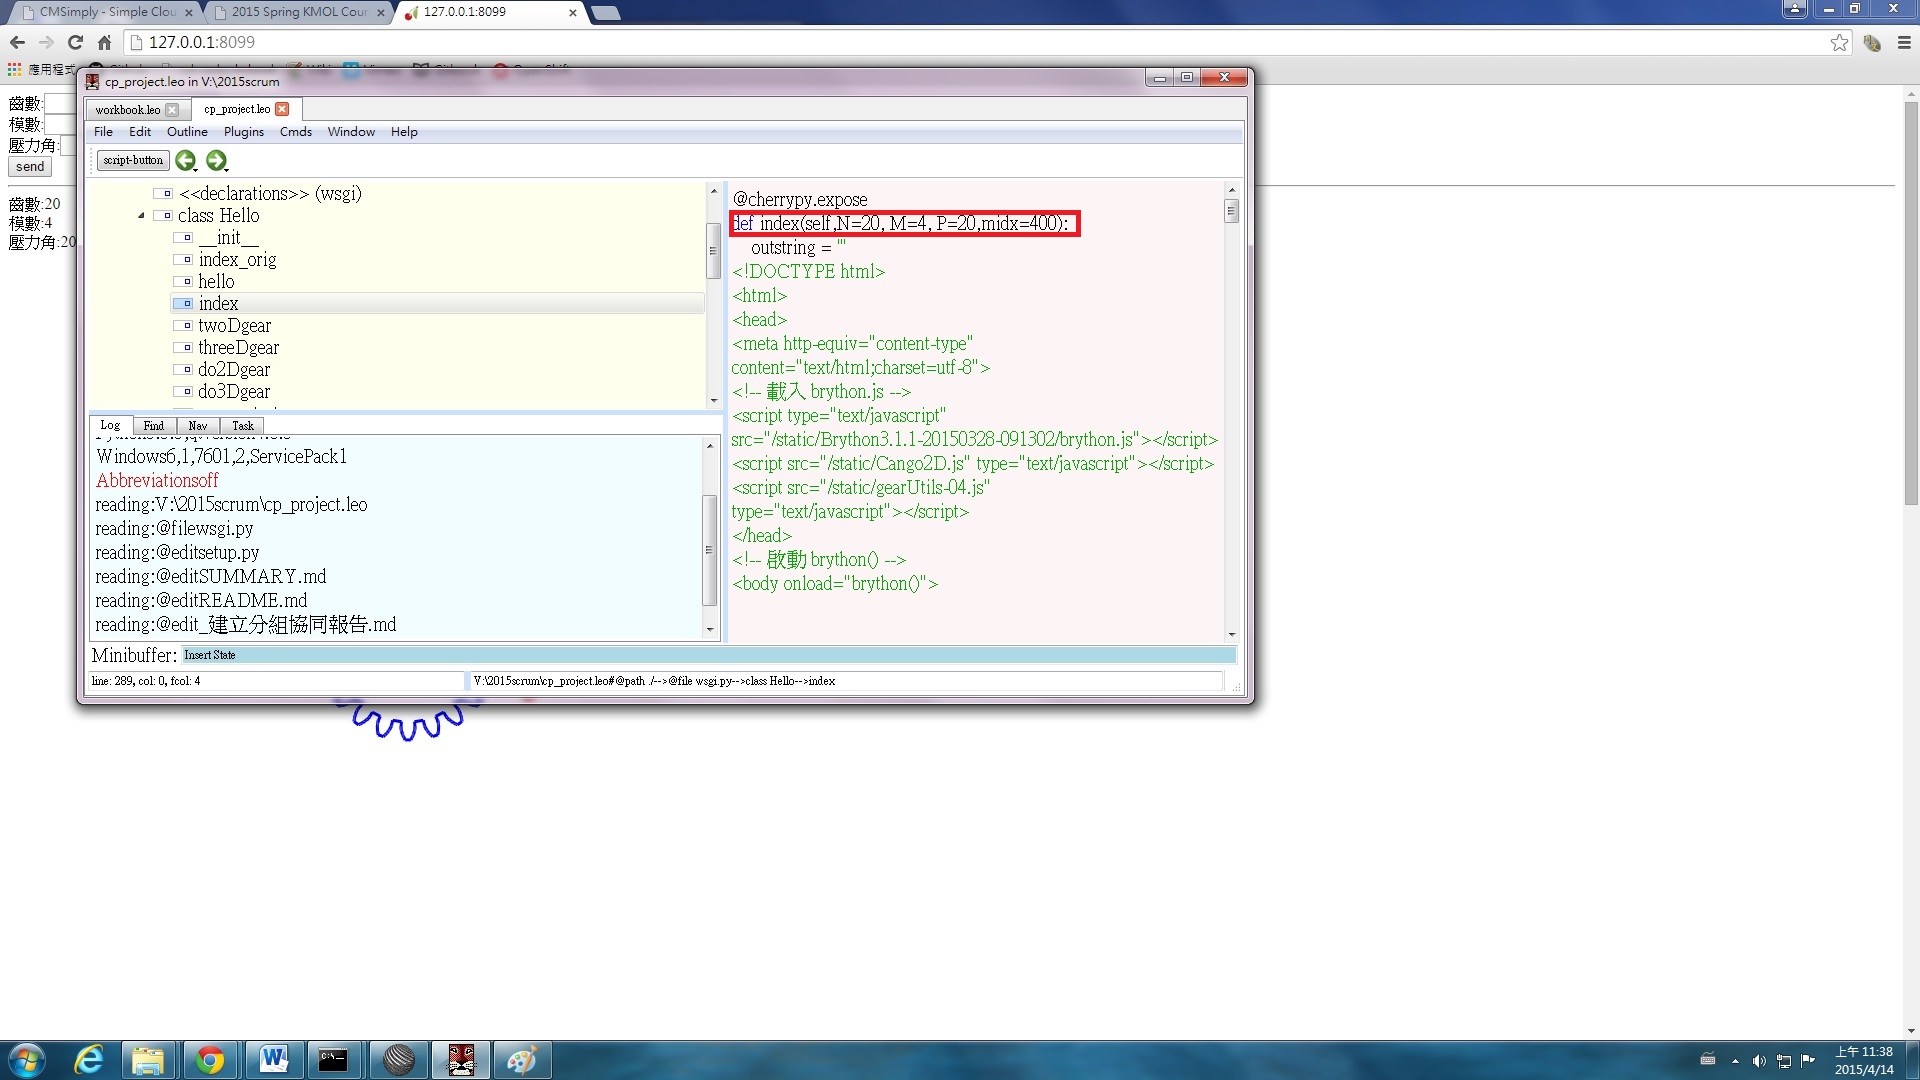 CMSimply - Simple Clou
2015 Spring KMOL Cour
127.0.0.1:8099
127.0.0.1:8099
應用程式
齒數:
模數:
壓力角:
send
齒數:20
模數:4
壓力角:20
cp_project.leo in V:\2015scrum
workbook.leo
cp_project.leo
File Edit Outline Plugins Cmds Window Help
script-button
<<declarations>> (wsgi)
class Hello
__init__
index_orig
hello
index
twoDgear
threeDgear
do2Dgear
do3Dgear
Log Find Nav Task
Windows6,1,7601,2,ServicePack1
Abbreviationsoff
reading:V:\2015scrum\cp_project.leo
reading:@filewsgi.py
reading:@editsetup.py
reading:@editSUMMARY.md
reading:@editREADME.md
reading:@edit_建立分組協同報告.md
@cherrypy.expose
def index(self,N=20, M=4, P=20,midx=400):
outstring = '''
<!DOCTYPE html>
<html>
<head>
<meta http-equiv="content-type"
content="text/html;charset=utf-8">
<!-- 載入 brython.js -->
<script type="text/javascript"
src="/static/Brython3.1.1-20150328-091302/brython.js"></script>
<script src="/static/Cango2D.js" type="text/javascript"></script>
<script src="/static/gearUtils-04.js"
type="text/javascript"></script>
</head>
<!-- 啟動 brython() -->
<body onload="brython()">
Minibuffer: Insert State
line: 289, col: 0, fcol: 4
V:\2015scrum\cp_project.leo#@path ./-->@file wsgi.py-->class Hello-->index
上午 11:38
2015/4/14